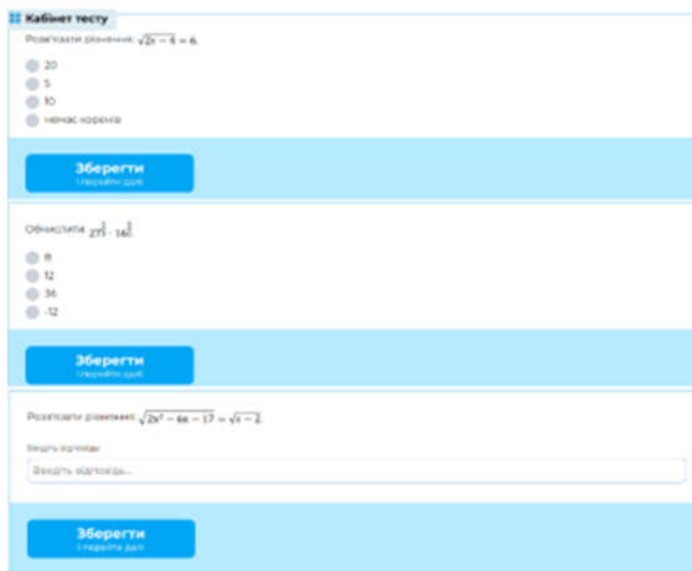 Кабінет тесту
Розв'язати рівняння: √2x − 4 = 6.
20
5
10
немає коренів
Зберегти
і перейти далі
Обчислити:
8
12
36
-12
Зберегти
і перейти далі
Розв'язати рівняння: √2x² − 6x − 17 = √x − 2.
Введіть відповідь:
Введіть відповідь...
Зберегти
і перейти далі